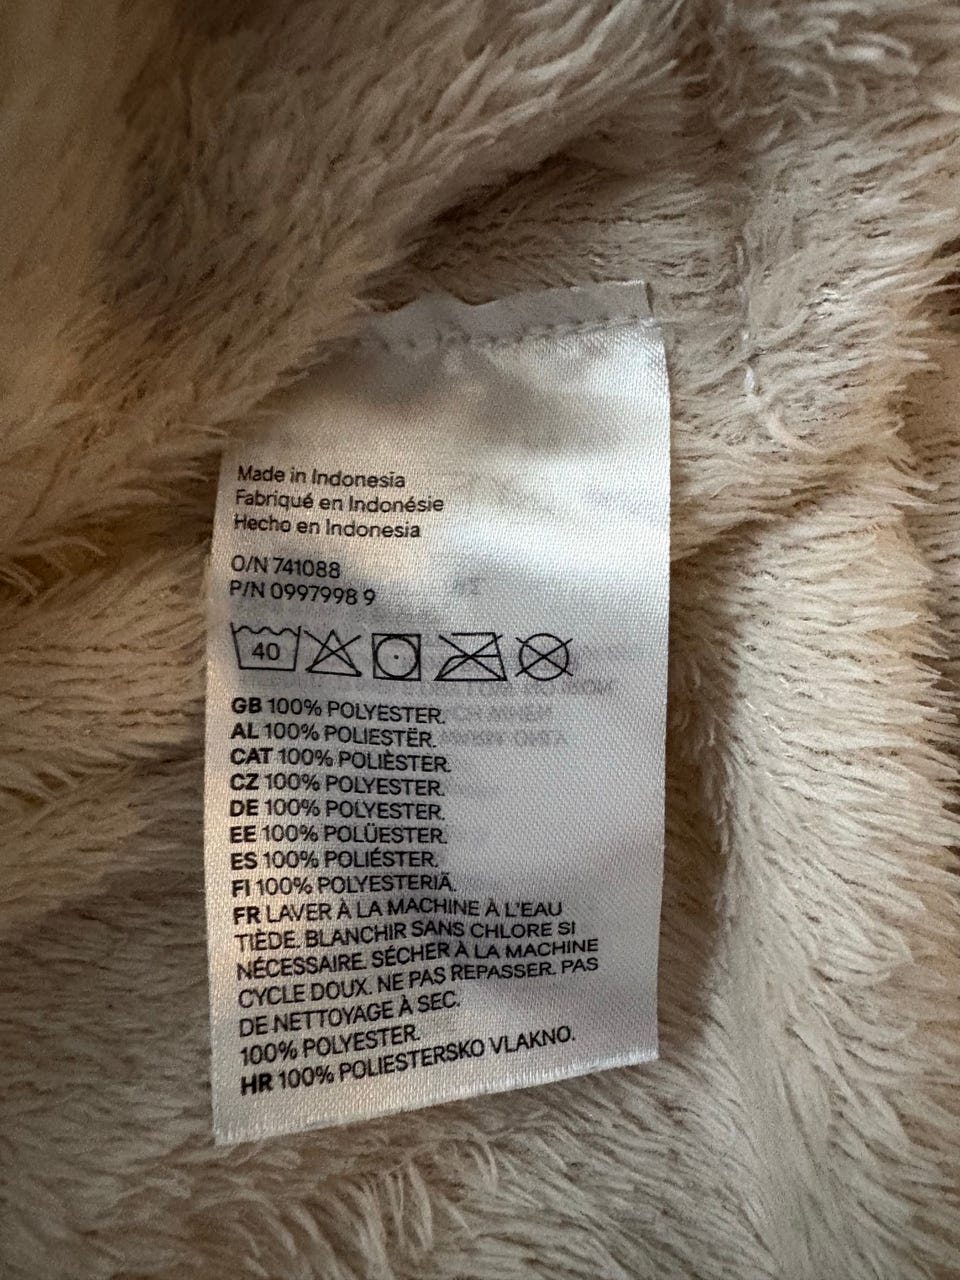 Made in Indonesia
Fabriqué en Indonésie
Hecho en Indonesia
O/N 741088
P/N 0997998 9
40
GB 100% POLYESTER.
AL 100% POLIESTËR.
CAT 100% POLIÈSTER.
CZ 100% POLYESTER.
DE 100% POLYESTER.
EE 100% POLÜESTER.
ES 100% POLIÉSTER.
FI 100% POLYESTERIÄ.
FR LAVER À LA MACHINE À L'EAU
TIÈDE. BLANCHIR SANS CHLORE SI
NÉCESSAIRE. SÉCHER À LA MACHINE
CYCLE DOUX. NE PAS REPASSER. PAS
DE NETTOYAGE À SEC.
100% POLYESTER.
HR 100% POLIESTERSKO VLAKNO.